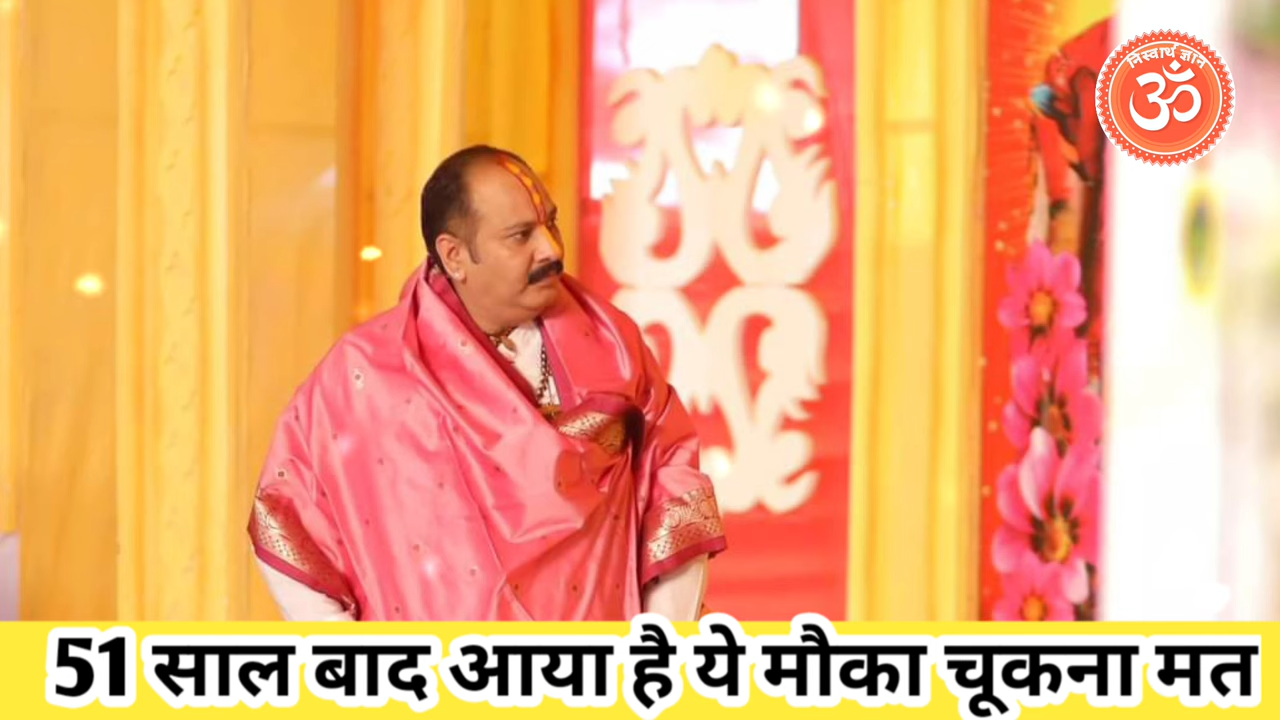 निस्वार्थ ज्ञान
ॐ
51 साल बाद आया है ये मौका चूकना मत